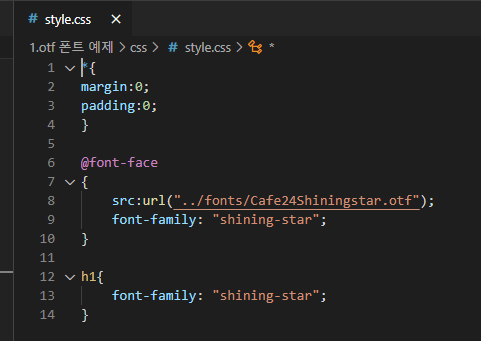 # style.css ×
1.otf 폰트 예제 > css > # style.css > *
1 *{
2 margin:0;
3 padding:0;
4 }
5
6 @font-face
7 {
8 src:url("../fonts/Cafe24Shiningstar.otf");
9 font-family: "shining-star";
10 }
11
12 h1{
13 font-family: "shining-star";
14 }